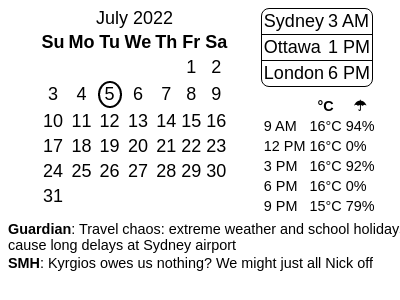 July 2022
Su Mo Tu We Th Fr Sa
1 2
3 4 5 6 7 8 9
10 11 12 13 14 15 16
17 18 19 20 21 22 23
24 25 26 27 28 29 30
31
Sydney 3 AM
Ottawa 1 PM
London 6 PM
°C ☂
9 AM 16°C 94%
12 PM 16°C 0%
3 PM 16°C 92%
6 PM 16°C 0%
9 PM 15°C 79%
Guardian: Travel chaos: extreme weather and school holiday
cause long delays at Sydney airport
SMH: Kyrgios owes us nothing? We might just all Nick off